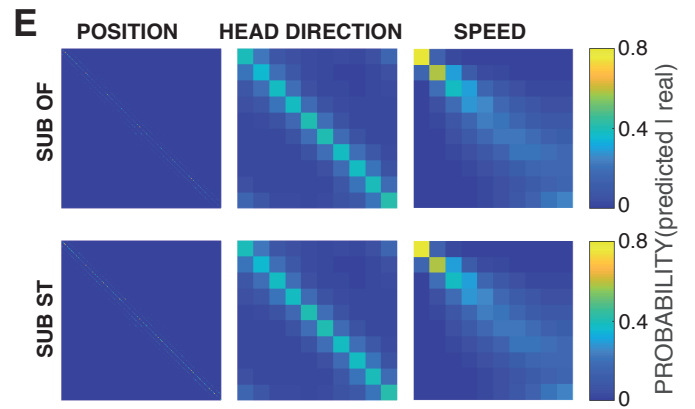 E
POSITION HEAD DIRECTION SPEED
SUB OF
0.8
0.4
0
SUB ST
0.8
0.4
0
PROBABILITY(predicted | real)